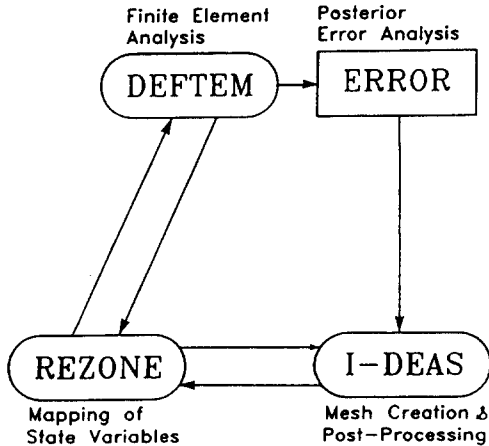 Finite Element
Analysis
DEFTEM
Posterior
Error Analysis
ERROR
REZONE
Mapping of
State Variables
I-DEAS
Mesh Creation &
Post-Processing